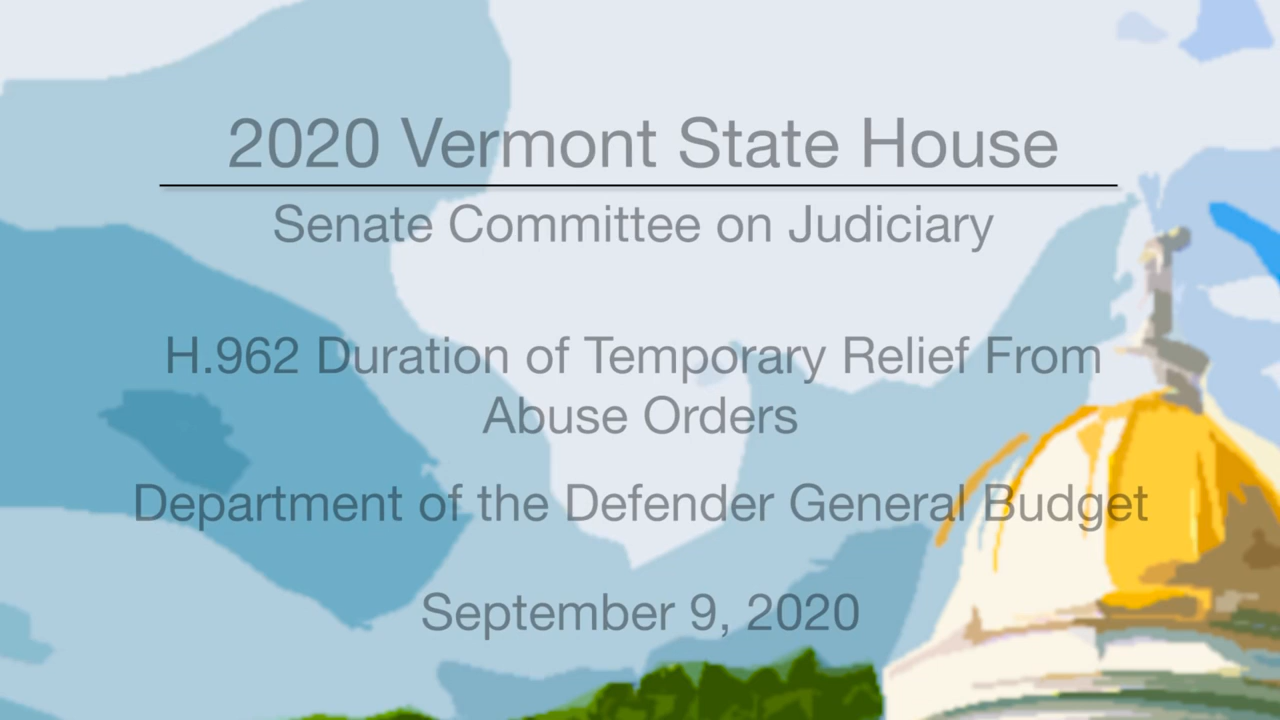 2020 Vermont State House
Senate Committee on Judiciary
H.962 Duration of Temporary Relief From
Abuse Orders
Department of the Defender General Budget
September 9, 2020